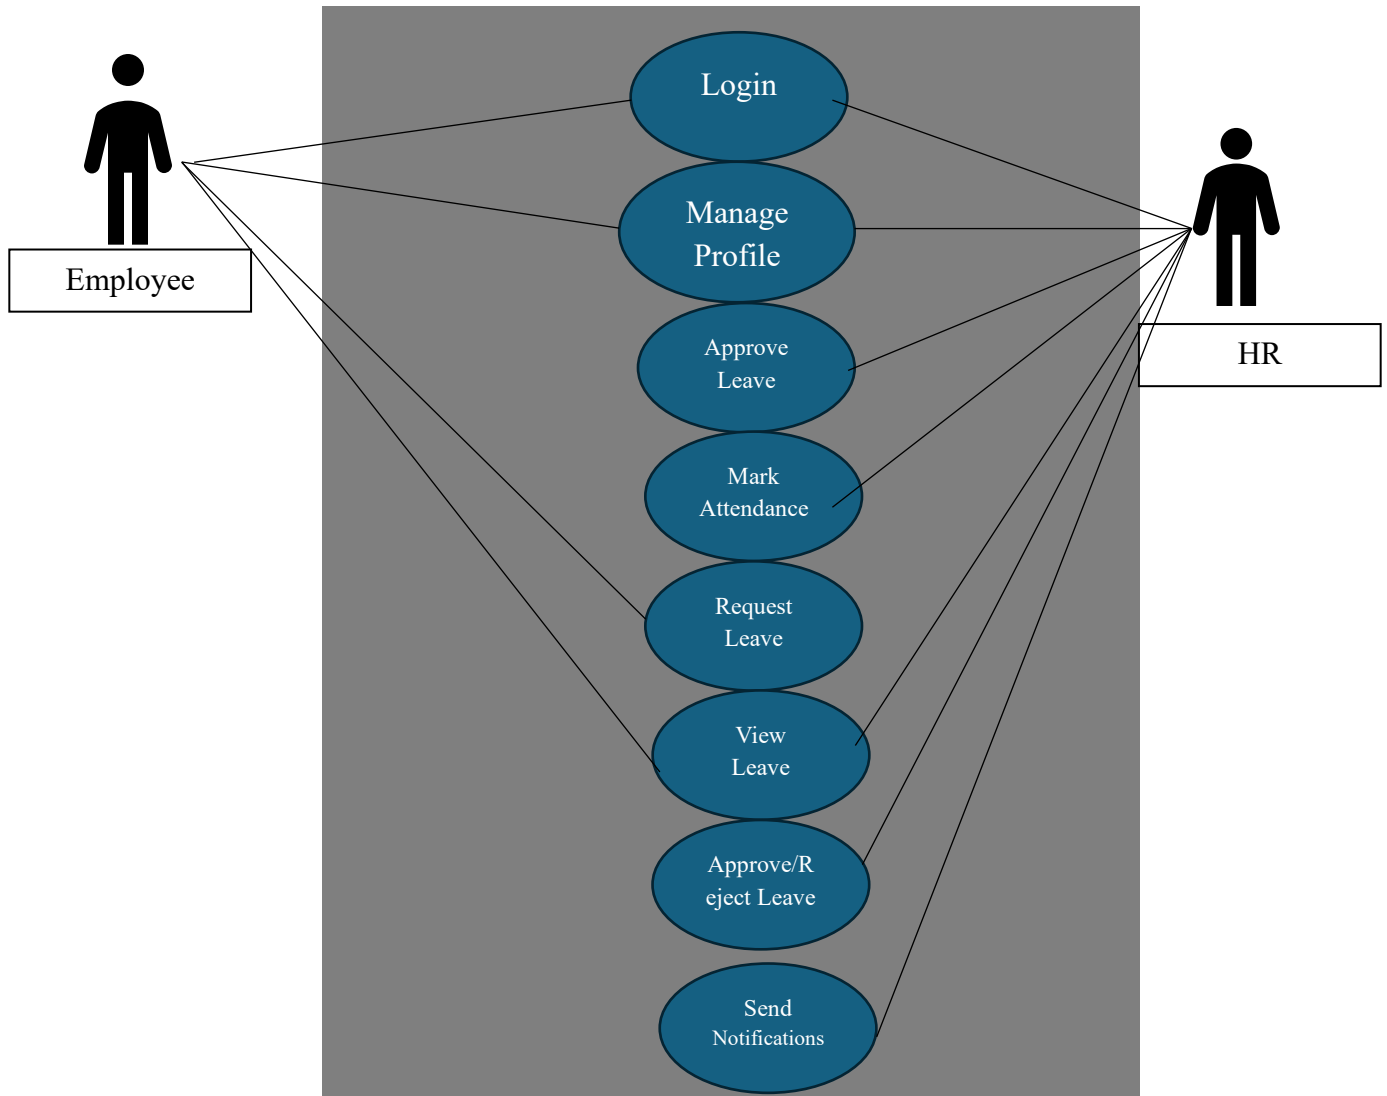 Login
Manage
Profile
Employee
Approve
Leave
HR
Mark
Attendance
Request
Leave
View
Leave
Approve/R
eject Leave
Send
Notifications